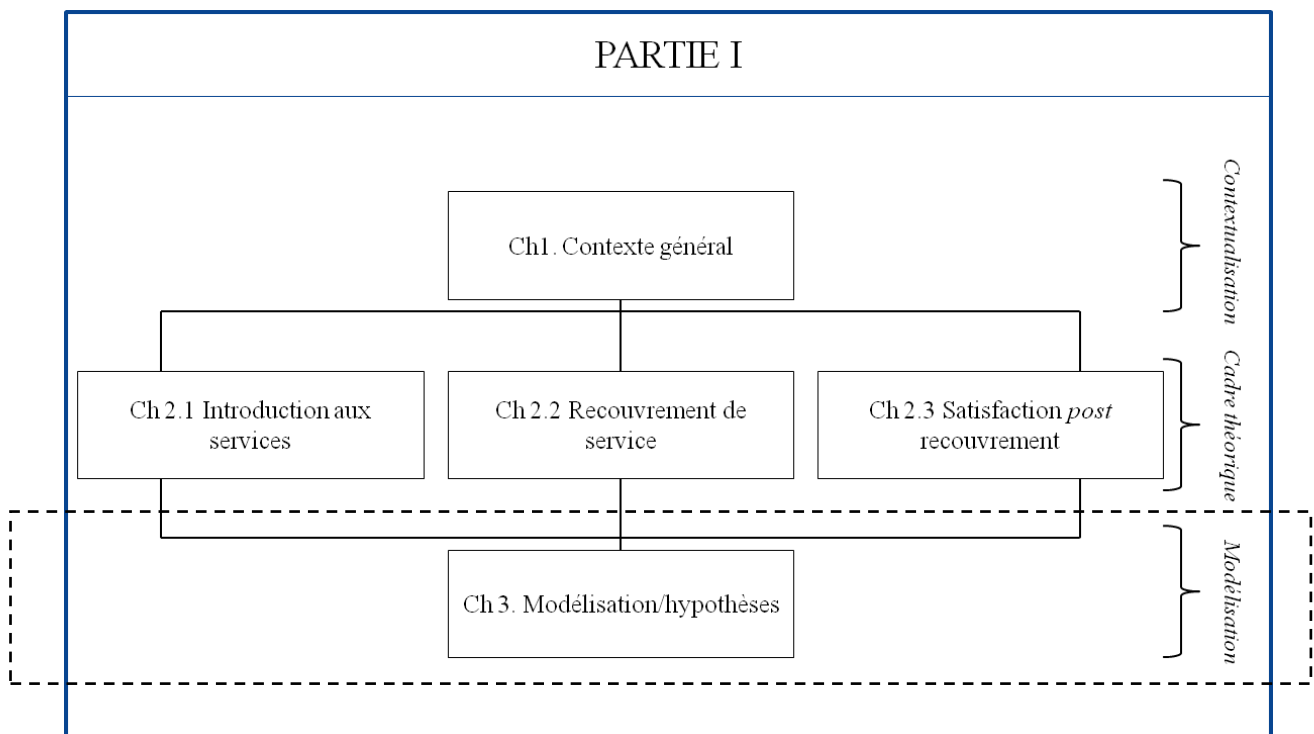 PARTIE I
Ch1. Contexte général
Contextualisation
Ch 2.1 Introduction aux
services
Ch 2.2 Recouvrement de
service
Ch 2.3 Satisfaction post
recouvrement
Cadre théorique
Ch 3. Modélisation/hypothèses
Modélisation